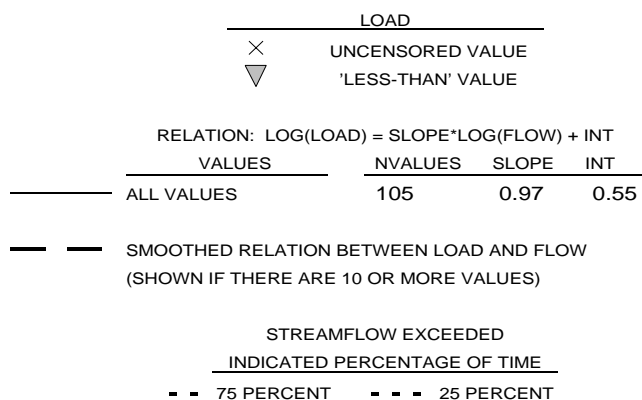 LOAD
UNCENSORED VALUE
'LESS-THAN' VALUE
RELATION: LOG(LOAD) = SLOPE*LOG(FLOW) + INT
VALUES NVALUES SLOPE INT
ALL VALUES 105 0.97 0.55
SMOOTHED RELATION BETWEEN LOAD AND FLOW
(SHOWN IF THERE ARE 10 OR MORE VALUES)
STREAMFLOW EXCEEDED
INDICATED PERCENTAGE OF TIME
75 PERCENT 25 PERCENT